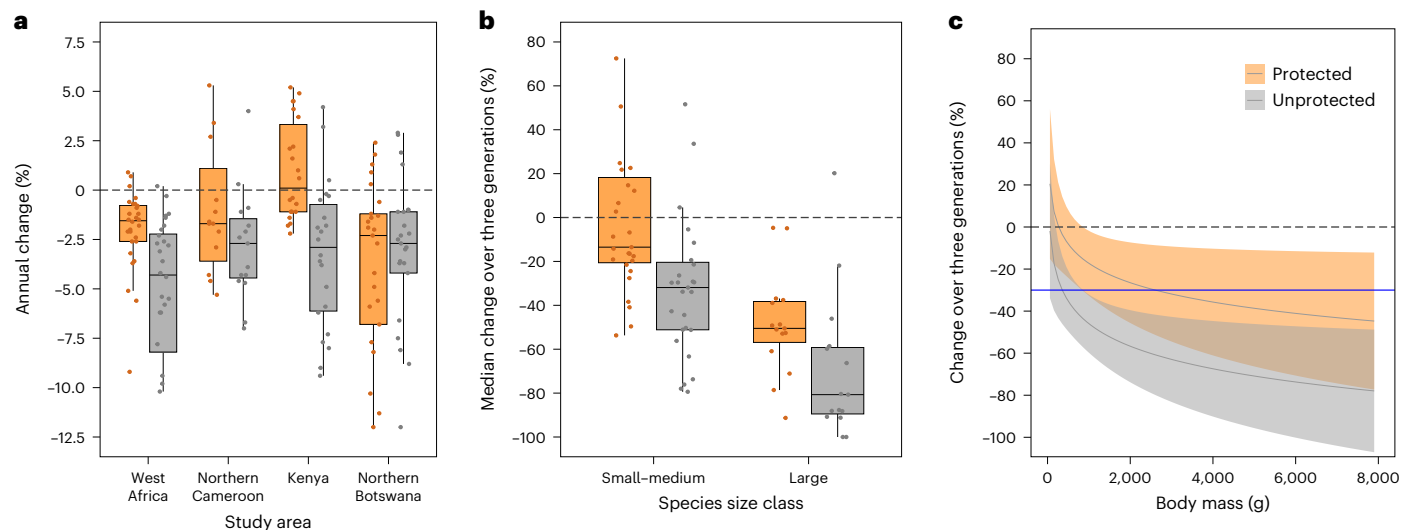 a
Annual change (%)
7.5
5.0
2.5
0
–2.5
–5.0
–7.5
–10.0
–12.5
West
Africa
Northern
Cameroon
Kenya
Northern
Botswana
Study area
b
Median change over three generations (%)
80
60
40
20
0
–20
–40
–60
–80
–100
Small–medium
Large
Species size class
c
Change over three generations (%)
80
60
40
20
0
–20
–40
–60
–80
–100
Protected
Unprotected
0
2,000
4,000
6,000
8,000
Body mass (g)